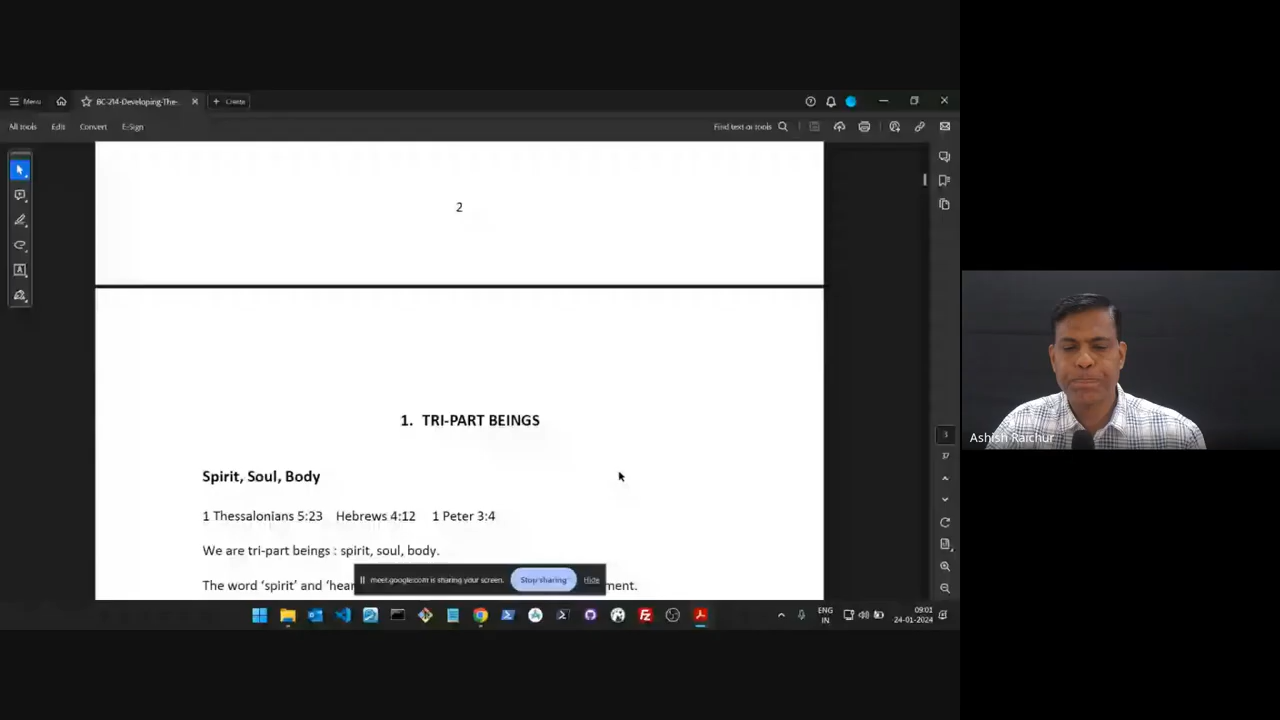 Menu
BC-214-Developing-The-
Create
All tools
Edit
Convert
E-Sign
Find text or tools
2
1. TRI-PART BEINGS
Spirit, Soul, Body
1 Thessalonians 5:23 Hebrews 4:12 1 Peter 3:4
We are tri-part beings : spirit, soul, body.
The word ‘spirit’ and ‘hear
ment.
meet.google.com is sharing your screen.
Stop sharing
Hide
3
37
ENG
IN
09:01
24-01-2024
Ashish Raichur